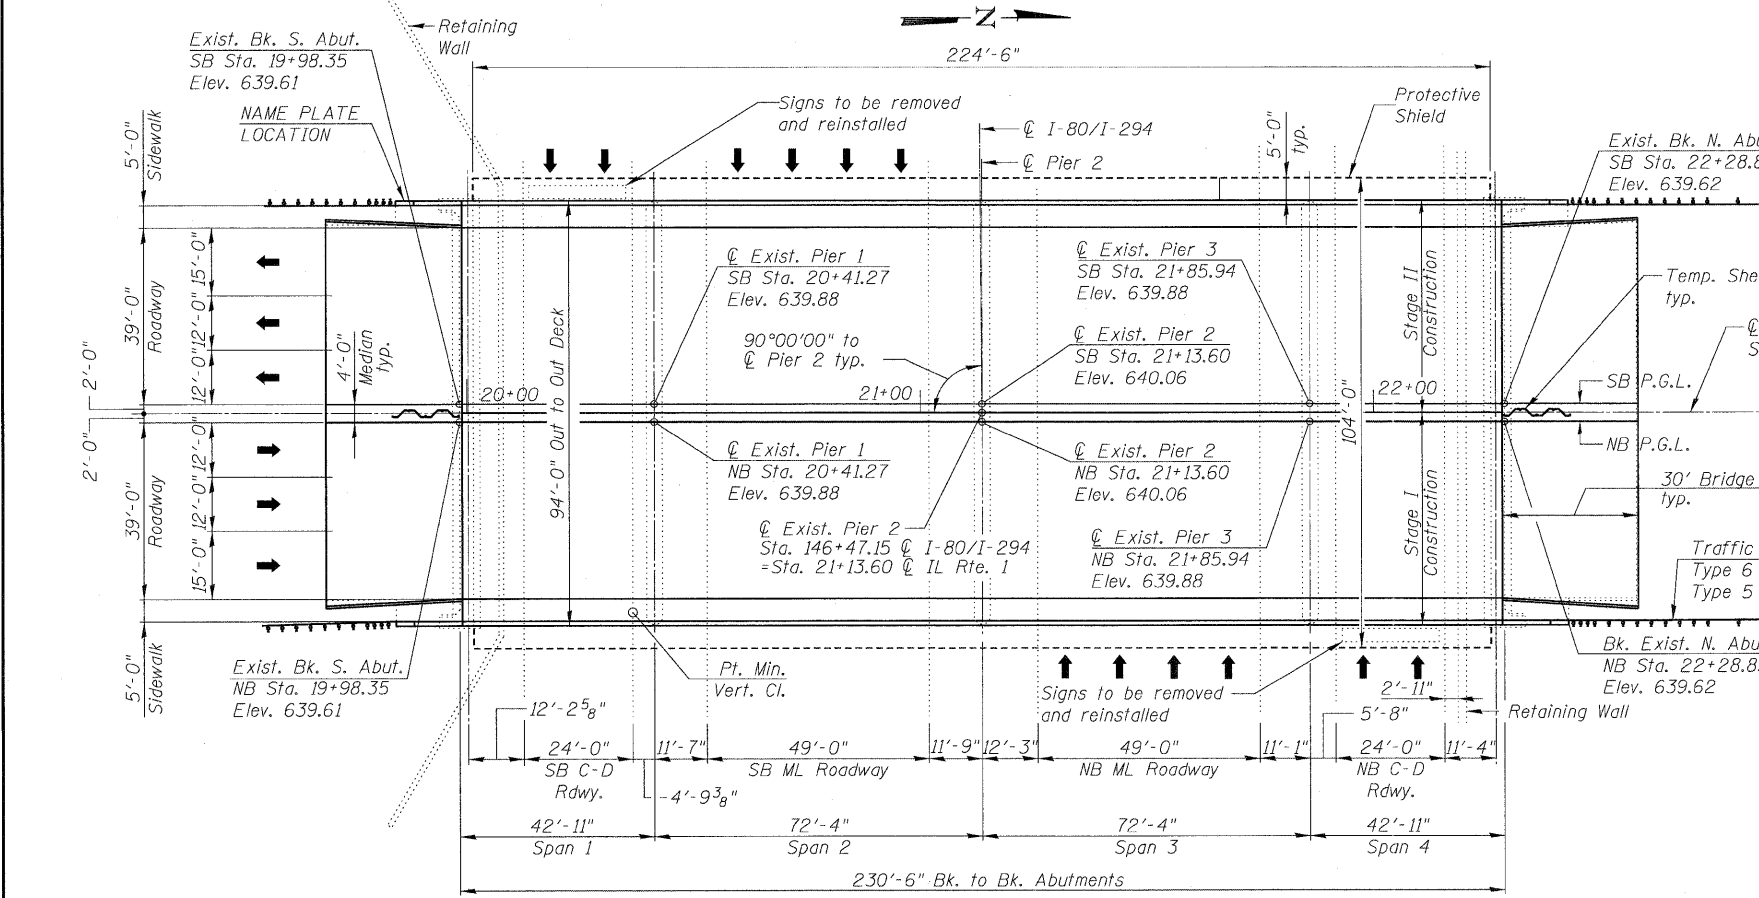 N
Retaining
Wall
Exist. Bk. S. Abut.
SB Sta. 19+98.35
Elev. 639.61
224'-6"
NAME PLATE
LOCATION
Signs to be removed
and reinstalled
℄ I-80/I-294
℄ Pier 2
5'-0"
typ.
Protective
Shield
Exist. Bk. N. Abu
SB Sta. 22+28.8
Elev. 639.62
5'-0"
Sidewalk
39'-0"
Roadway
15'-0"
12'-0"
12'-0"
4'-0"
Median
typ.
2'-0"
2'-0"
39'-0"
Roadway
12'-0"
12'-0"
15'-0"
5'-0"
Sidewalk
℄ Exist. Pier 1
SB Sta. 20+41.27
Elev. 639.88
℄ Exist. Pier 3
SB Sta. 21+85.94
Elev. 639.88
90°00'00" to
℄ Pier 2 typ.
℄ Exist. Pier 2
SB Sta. 21+13.60
Elev. 640.06
94'-0" Out to Out Deck
104'-0"
Stage II
Construction
Temp. She
typ.
℄
S
20+00
21+00
22+00
SB P.G.L.
NB P.G.L.
℄ Exist. Pier 1
NB Sta. 20+41.27
Elev. 639.88
℄ Exist. Pier 2
NB Sta. 21+13.60
Elev. 640.06
30' Bridge
typ.
℄ Exist. Pier 2
Sta. 146+47.15 ℄ I-80/I-294
=Sta. 21+13.60 ℄ IL Rte. 1
℄ Exist. Pier 3
NB Sta. 21+85.94
Elev. 639.88
Stage I
Construction
Traffic
Type 6
Type 5
Exist. Bk. S. Abut.
NB Sta. 19+98.35
Elev. 639.61
Pt. Min.
Vert. Cl.
Signs to be removed
and reinstalled
Bk. Exist. N. Abu
NB Sta. 22+28.8
Elev. 639.62
2'-11"
5'-8"
Retaining Wall
12'-2 5/8"
24'-0"
SB C-D
Rdwy.
4'-9 3/8"
11'-7"
49'-0"
SB ML Roadway
11'-9"
12'-3"
49'-0"
NB ML Roadway
11'-1"
24'-0"
NB C-D
Rdwy.
11'-4"
42'-11"
Span 1
72'-4"
Span 2
72'-4"
Span 3
42'-11"
Span 4
230'-6" Bk. to Bk. Abutments